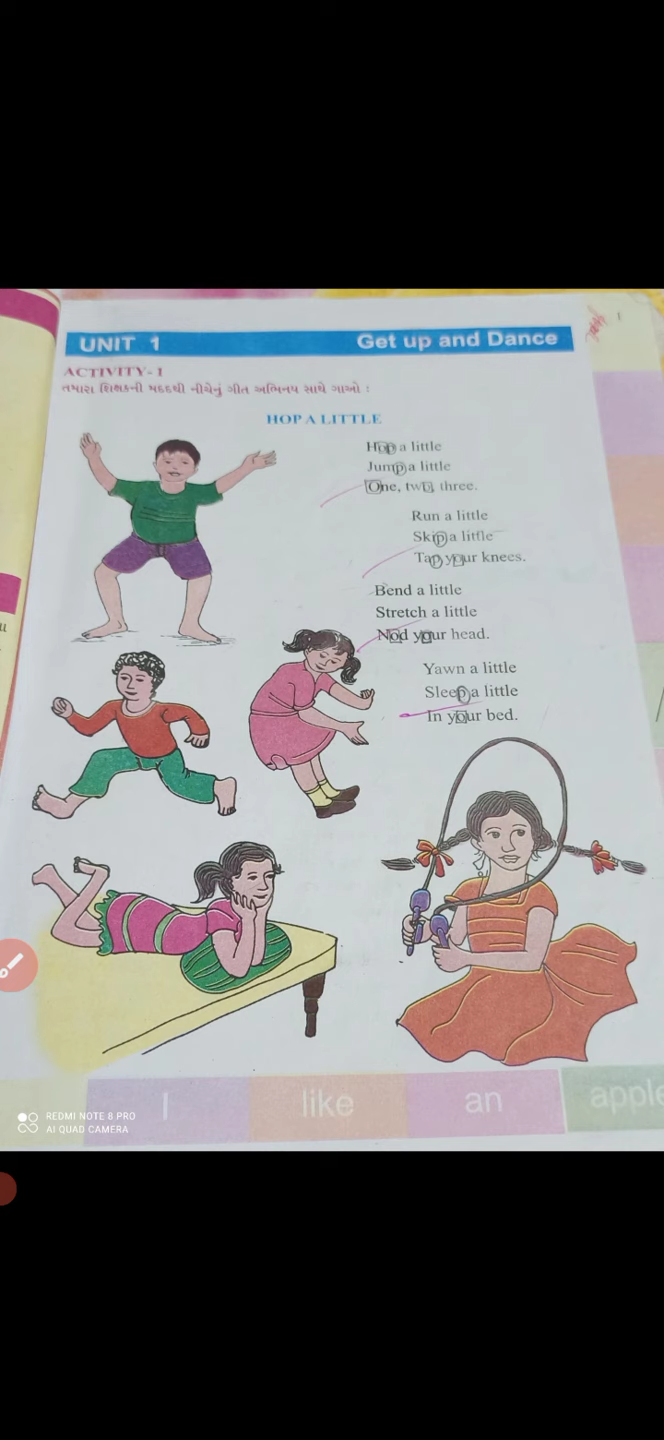 UNIT 1 Get up and Dance
ACTIVITY-1
તમારા શિક્ષકની મદદથી નીચેનું ગીત અભિનય સાથે ગાઓ :
HOP A LITTLE
Hop a little
Jump a little
One, two, three.
Run a little
Skip a little
Tap your knees.
Bend a little
Stretch a little
Nod your head.
Yawn a little
Sleep a little
In your bed.
I like an apple
REDMI NOTE 8 PRO
AI QUAD CAMERA